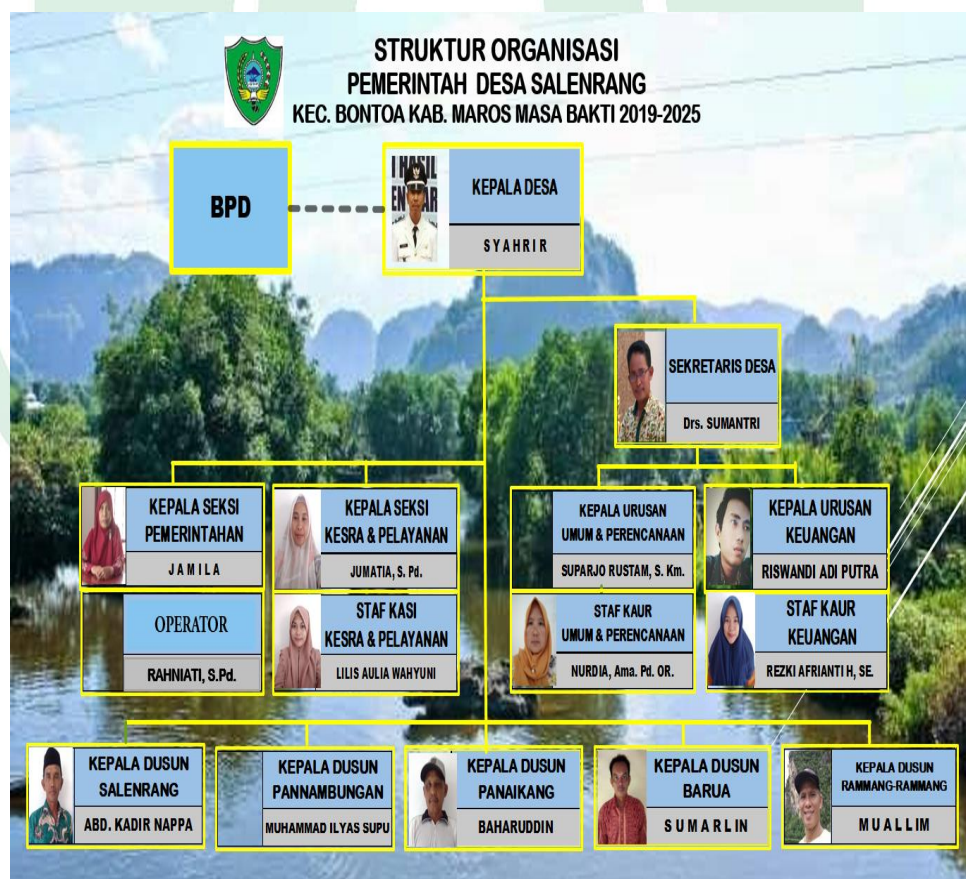 STRUKTUR ORGANISASI
PEMERINTAH DESA SALENRANG
KEC. BONTOA KAB. MAROS MASA BAKTI 2019-2025
BPD
I HASIL
KEPALA DESA
SYAHRIR
SEKRETARIS DESA
Drs. SUMANTRI
KEPALA SEKSI
PEMERINTAHAN
JAMILA
KEPALA SEKSI
KESRA & PELAYANAN
JUMATIA, S. Pd.
KEPALA URUSAN
UMUM & PERENCANAAN
SUPARJO RUSTAM, S. Km.
KEPALA URUSAN
KEUANGAN
RISWANDI ADI PUTRA
OPERATOR
RAHNIATI, S.Pd.
STAF KASI
KESRA & PELAYANAN
LILIS AULIA WAHYUNI
STAF KAUR
UMUM & PERENCANAAN
NURDIA, Ama. Pd. OR.
STAF KAUR
KEUANGAN
REZKI AFRIANTI H, SE.
KEPALA DUSUN
SALENRANG
ABD. KADIR NAPPA
KEPALA DUSUN
PANNAMBUNGAN
MUHAMMAD ILYAS SUPU
KEPALA DUSUN
PANAIKANG
BAHARUDDIN
KEPALA DUSUN
BARUA
SUMARLIN
KEPALA DUSUN
RAMMANG-RAMMANG
MUALLIM